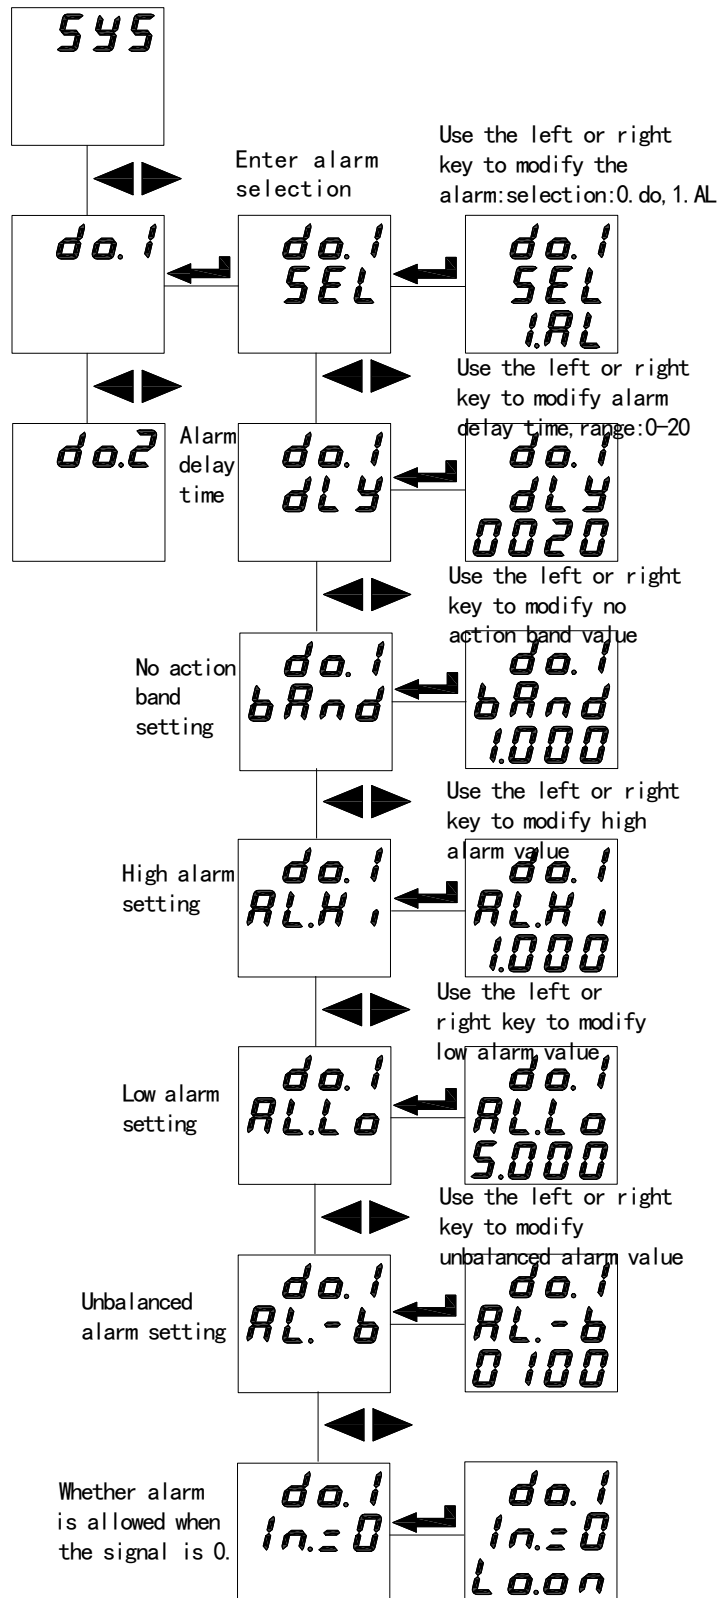 SYS
Enter alarm
selection
Use the left or right
key to modify the
alarm:selection:0.do,1.AL
do.1
do.1
SEL
do.1
SEL
1.AL
Use the left or right
key to modify alarm
delay time,range:0-20
do.2
Alarm
delay
time
do.1
dLY
do.1
dLY
0020
Use the left or right
key to modify no
action band value
No action
band
setting
do.1
bAnd
do.1
bAnd
1.000
Use the left or right
key to modify high
alarm value
High alarm
setting
do.1
AL.Hi
do.1
AL.Hi
1.000
Use the left or
right key to modify
low alarm value
Low alarm
setting
do.1
AL.Lo
do.1
AL.Lo
5.000
Use the left or right
key to modify
unbalanced alarm value
Unbalanced
alarm setting
do.1
AL.-b
do.1
AL.-b
0100
Whether alarm
is allowed when
the signal is 0.
do.1
In.=0
do.1
In.=0
Lo.on